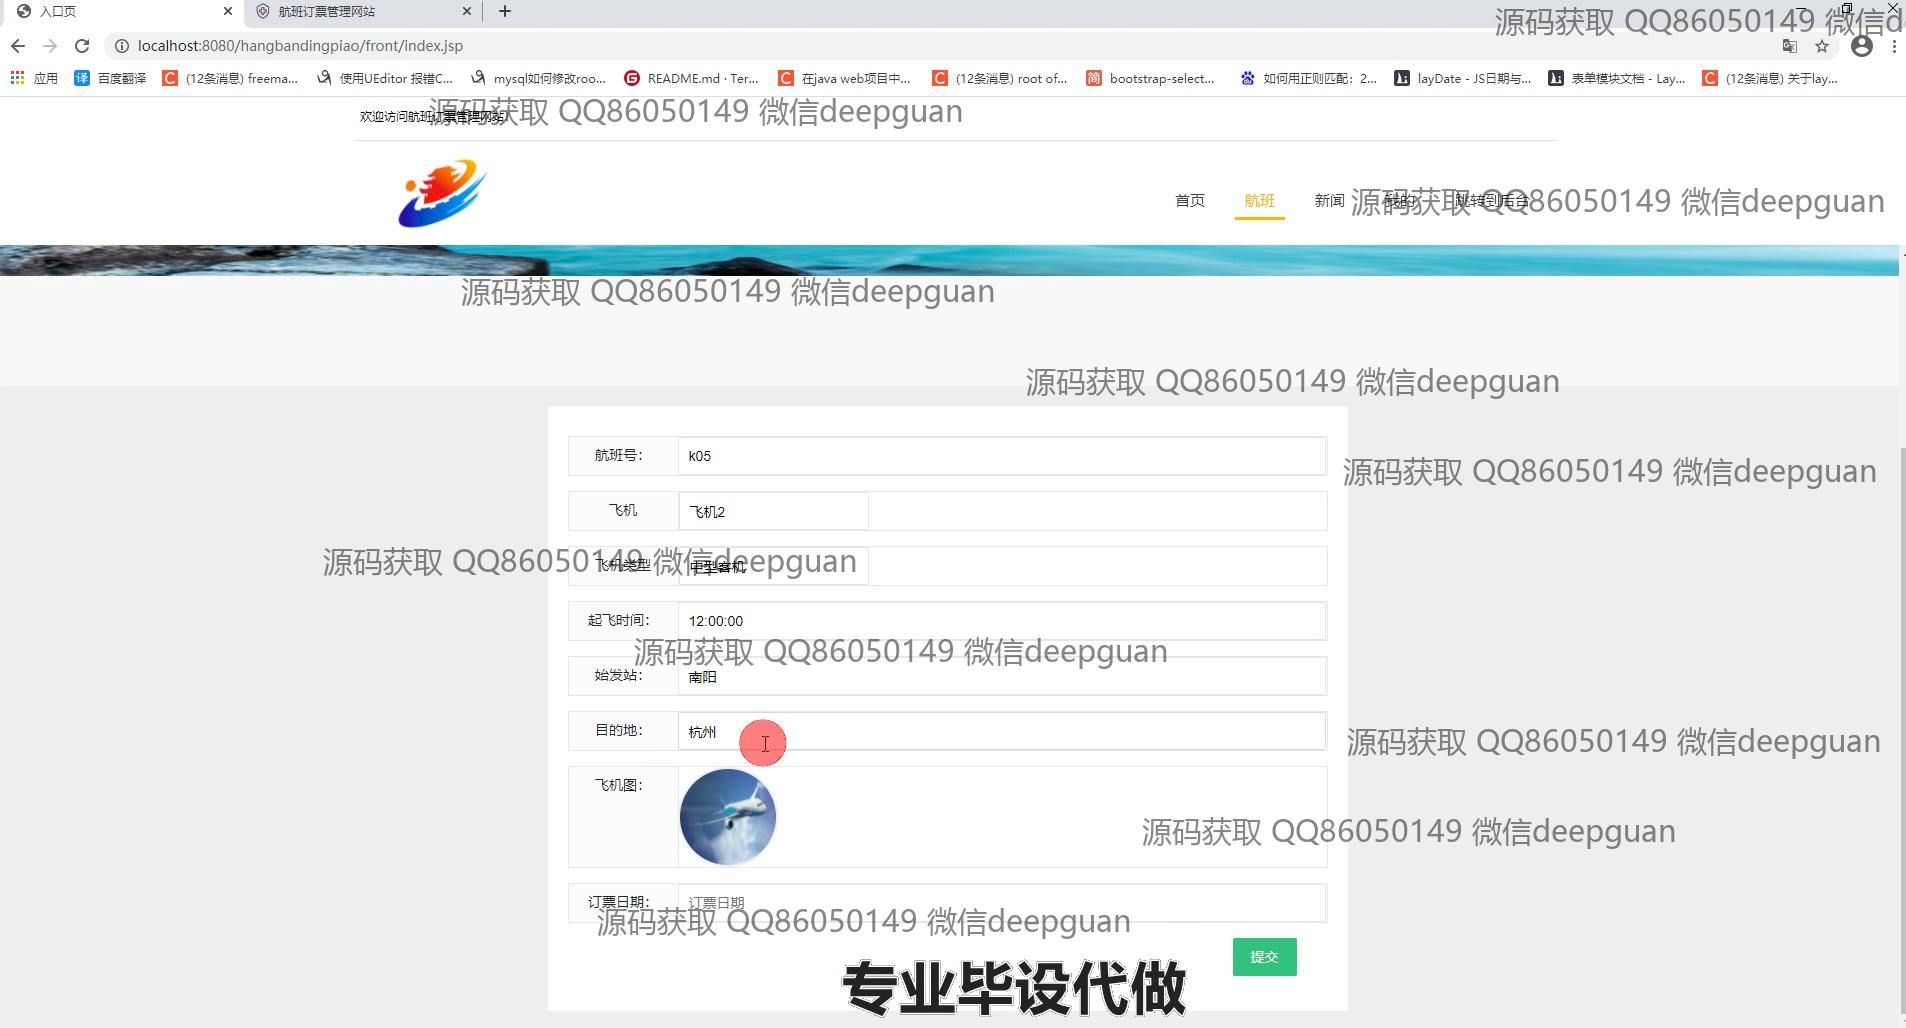 入口页
航班订票管理网站
源码获取 QQ86050149 微信d
localhost:8080/hangbandingpiao/front/index.jsp
应用
译 百度翻译
C (12条消息) freema...
使用UEditor 报错C...
mysql如何修改roo...
G README.md · Ter...
C 在java web项目中...
C (12条消息) root of...
简 bootstrap-select...
如何用正则匹配：2...
layDate - JS日期与...
表单模块文档 - Lay...
C (12条消息) 关于lay...
欢迎访问航班订票管理网站!
源码获取 QQ86050149 微信deepguan
首页
航班
新闻
我的
跳转到后台
源码获取 QQ86050149 微信deepguan
源码获取 QQ86050149 微信deepguan
源码获取 QQ86050149 微信deepguan
航班号： k05
源码获取 QQ86050149 微信deepguan
飞机 飞机2
源码获取 QQ86050149 微信deepguan
飞机类型 中型客机
起飞时间： 12:00:00
源码获取 QQ86050149 微信deepguan
始发站： 南阳
目的地： 杭州
源码获取 QQ86050149 微信deepguan
飞机图：
源码获取 QQ86050149 微信deepguan
订票日期： 订票日期
源码获取 QQ86050149 微信deepguan
提交
专业毕设代做